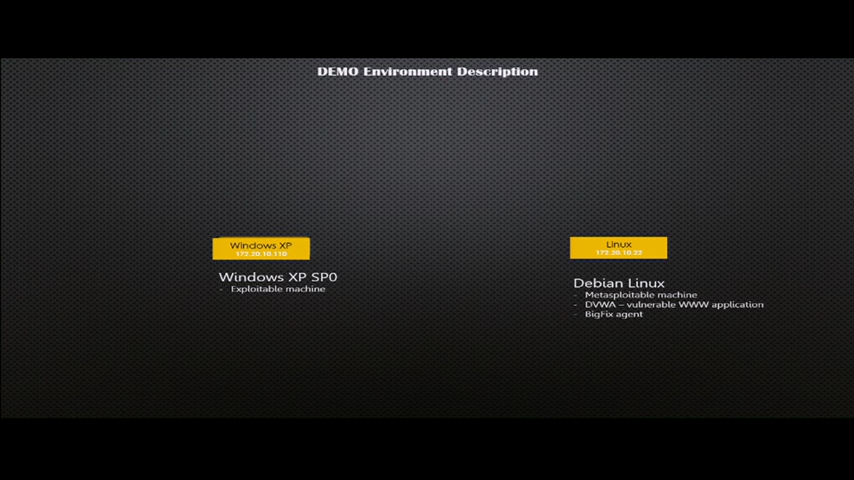 DEMO Environment Description
Windows XP
172.20.10.110
Linux
172.20.10.22
Windows XP SP0
- Exploitable machine
Debian Linux
- Metasploitable machine
- DVWA – vulnerable WWW application
- BigFix agent